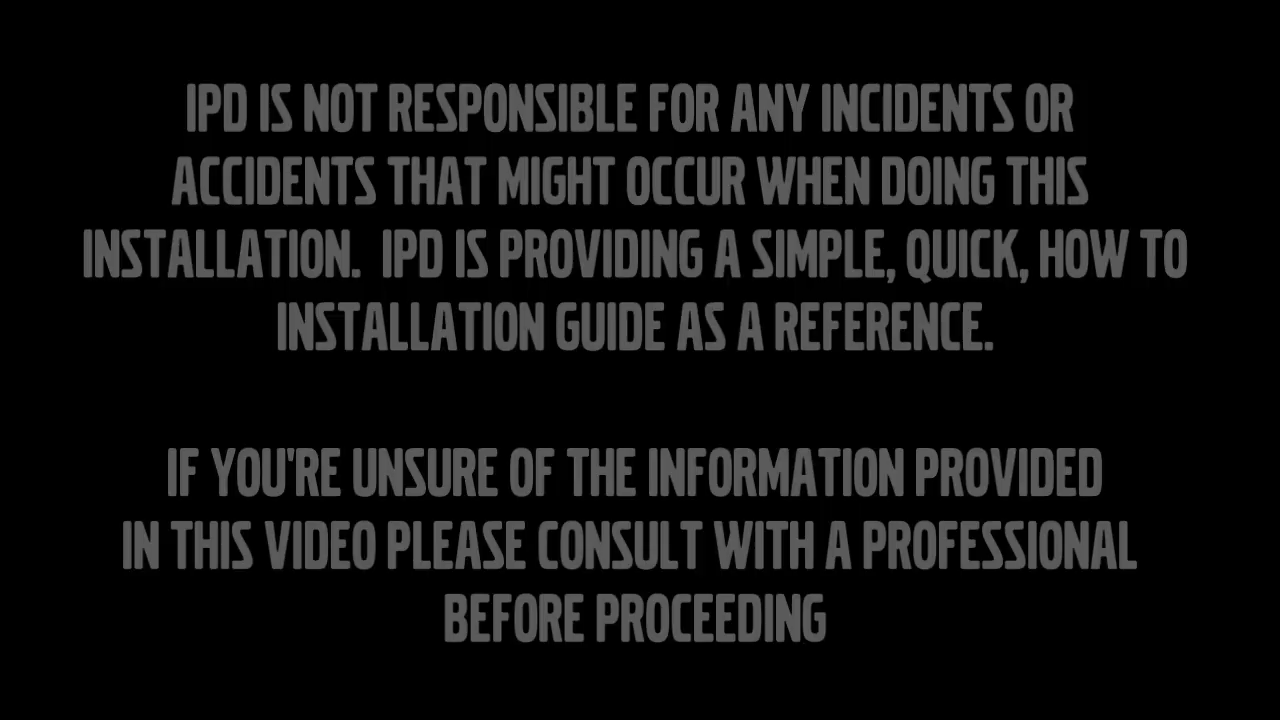 IPD IS NOT RESPONSIBLE FOR ANY INCIDENTS OR
ACCIDENTS THAT MIGHT OCCUR WHEN DOING THIS
INSTALLATION.  IPD IS PROVIDING A SIMPLE, QUICK, HOW TO
INSTALLATION GUIDE AS A REFERENCE.
IF YOU'RE UNSURE OF THE INFORMATION PROVIDED
IN THIS VIDEO PLEASE CONSULT WITH A PROFESSIONAL
BEFORE PROCEEDING